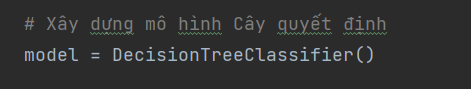 # Xây dựng mô hình Cây quyết định
model = DecisionTreeClassifier()